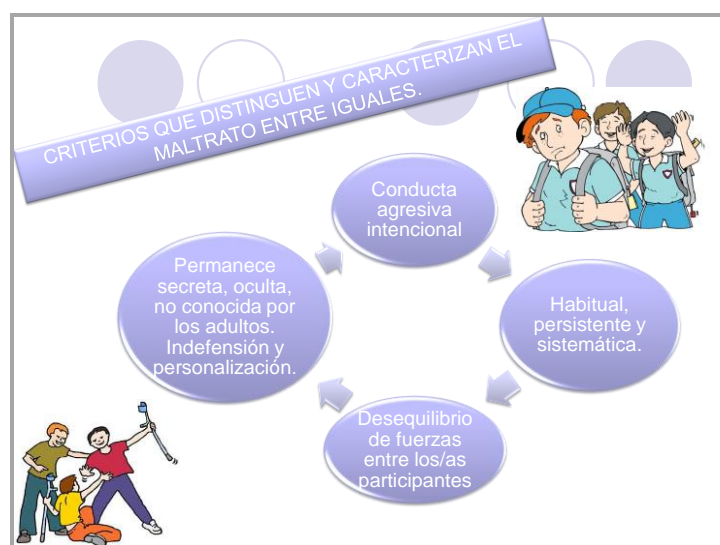 CRITERIOS QUE DISTINGUEN Y CARACTERIZAN EL
MALTRATO ENTRE IGUALES.
Conducta
agresiva
intencional
Habitual,
persistente y
sistemática.
Desequilibrio
de fuerzas
entre los/as
participantes
Permanece
secreta, oculta,
no conocida por
los adultos.
Indefensión y
personalización.